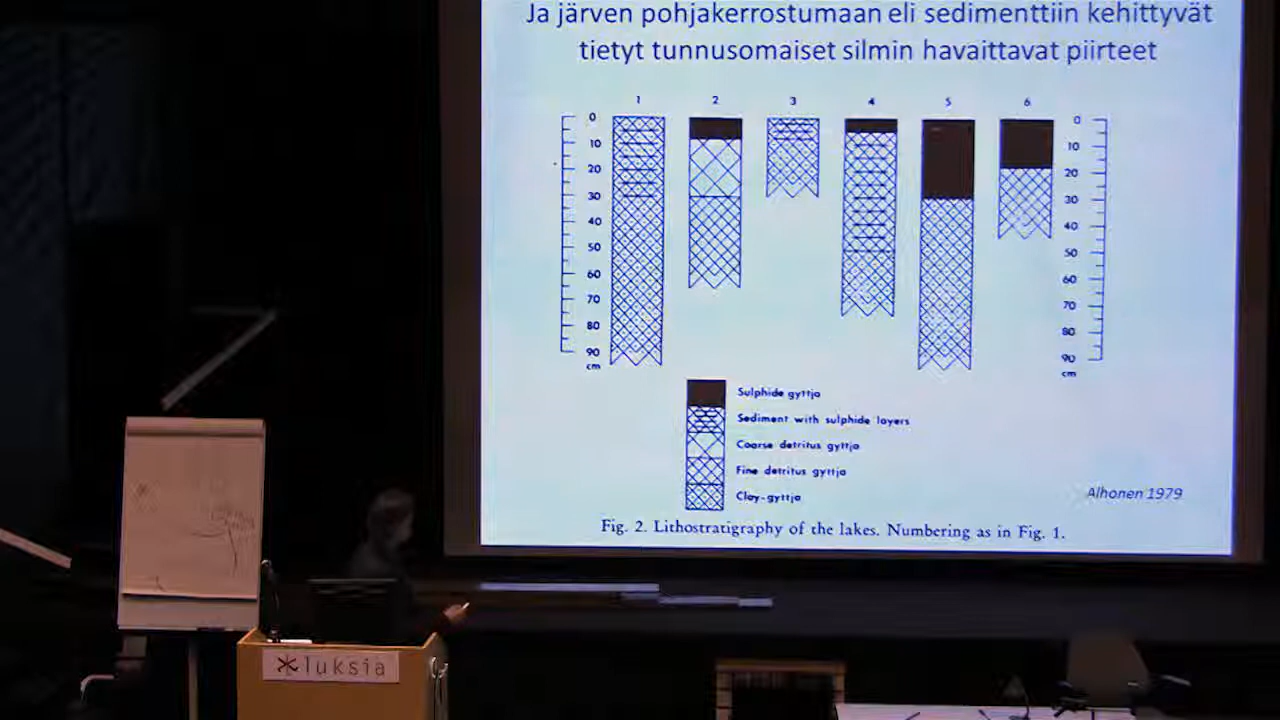 Ja järven pohjakerrostumaan eli sedimenttiin kehittyvät
tietyt tunnusomaiset silmin havaittavat piirteet
1 2 3 4 5 6
0 0
10 10
20 20
30 30
40 40
50 50
60 60
70 70
80 80
90 90
cm cm
Sulphide gyttja
Sediment with sulphide layers
Coarse detritus gyttja
Fine detritus gyttja
Clay-gyttja
Alhonen 1979
Fig. 2. Lithostratigraphy of the lakes. Numbering as in Fig. 1.
luksia